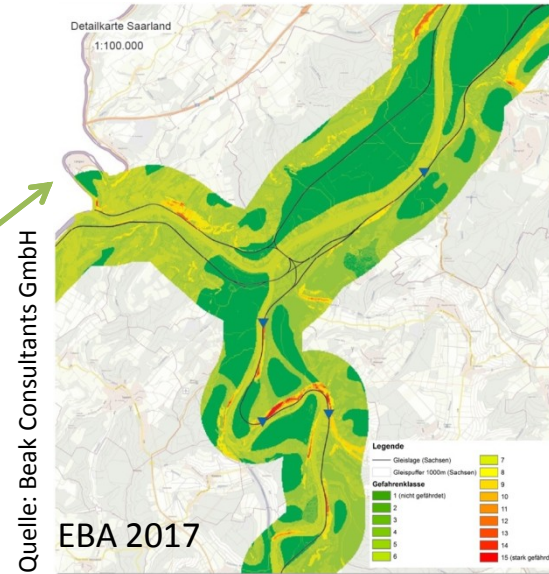 Detailkarte Saarland
1:100.000
Quelle: Beak Consultants GmbH
EBA 2017
Legende
Gleislage (Sachsen)
Gleispuffer 1000m (Sachsen)
Gefahrenklasse
1 (nicht gefährdet)
2
3
4
5
6
7
8
9
10
11
12
13
14
15 (stark gefährd